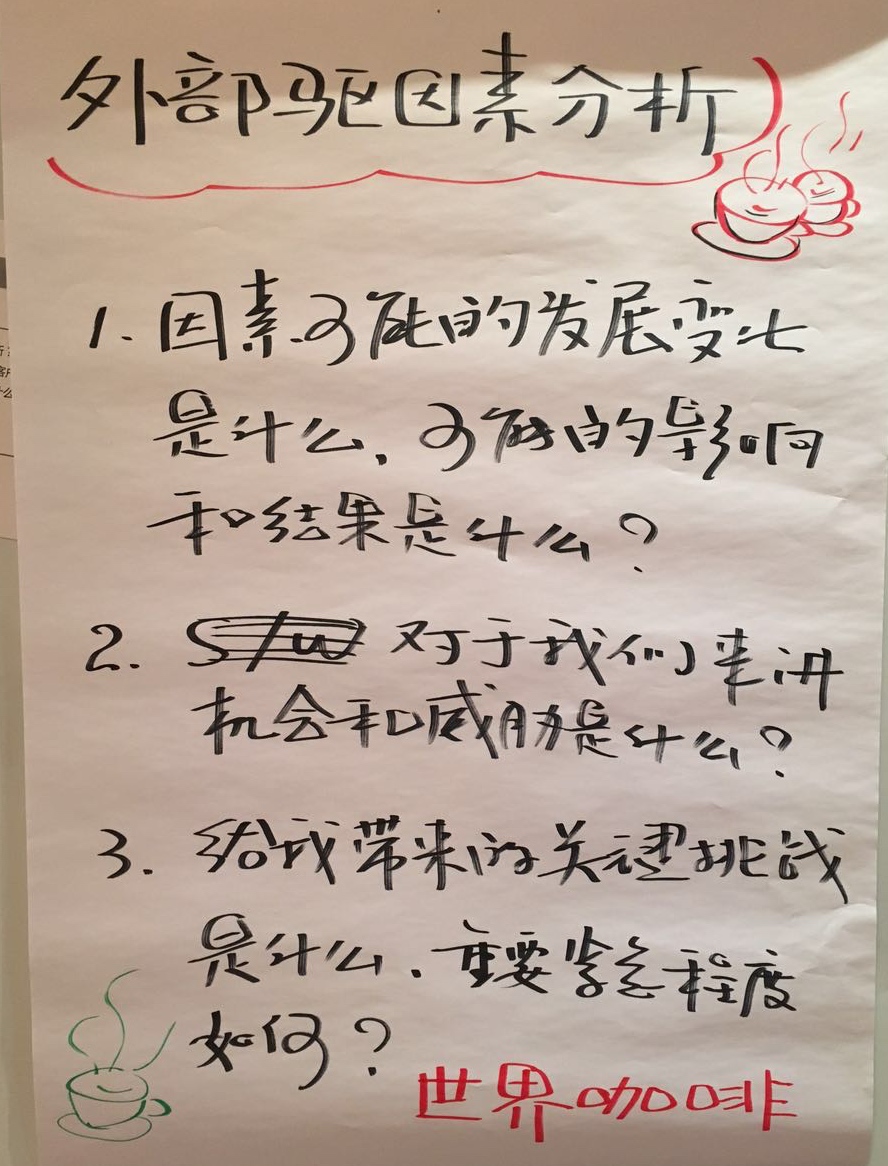 外部驱因素分析
1. 因素可能的发展变化
是什么、可能的影响
和结果是什么?
2. S/W 对于我们来讲
机会和威胁是什么?
3. 给我带来的关键挑战
是什么、重要紧急程度
如何?
世界咖啡